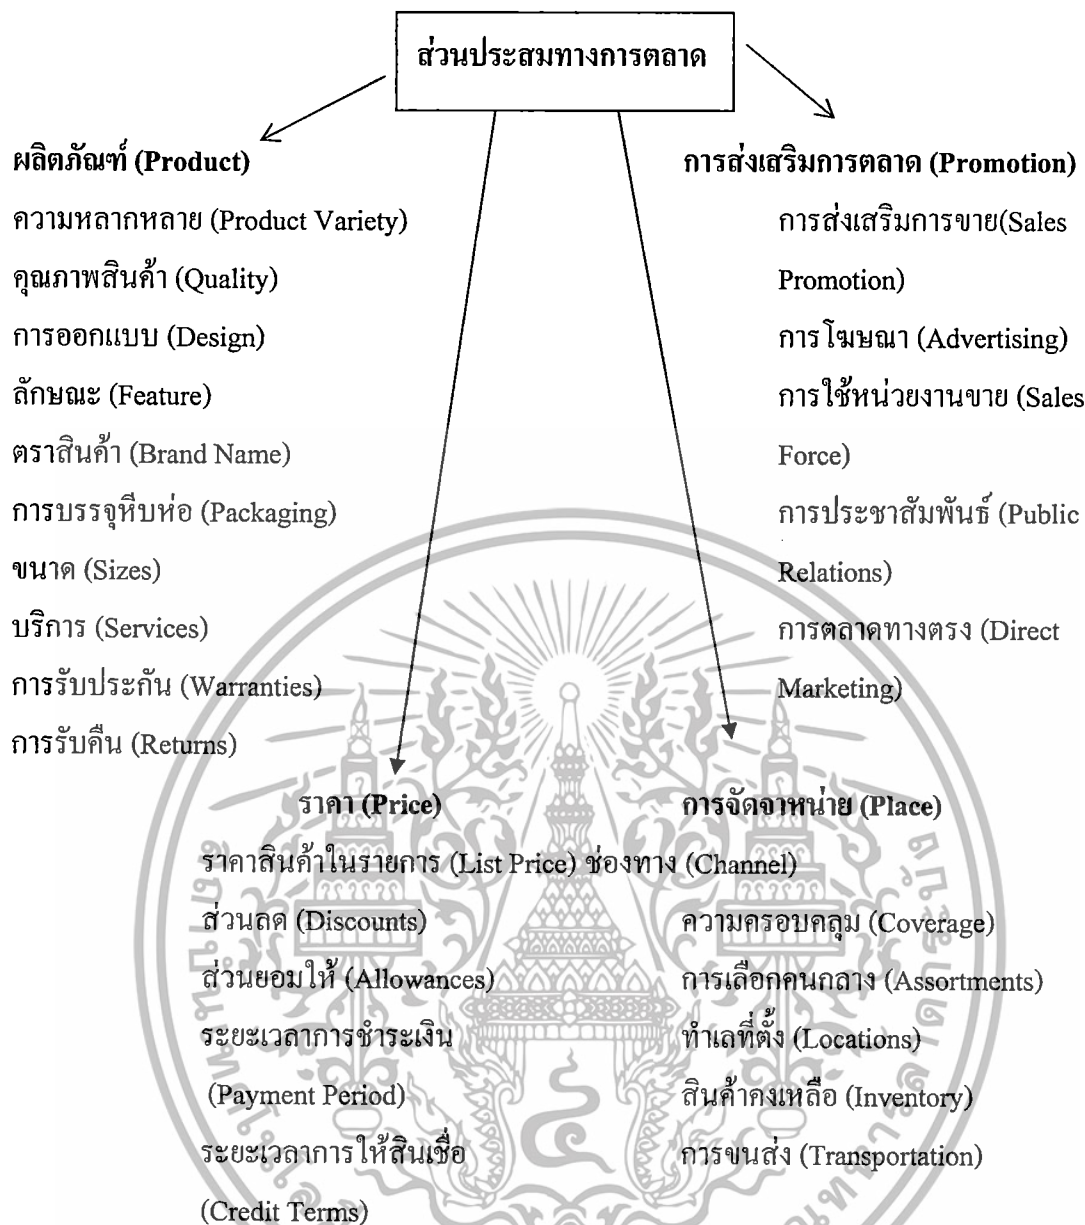 ส่วนประสมทางการตลาด
ผลิตภัณฑ์ (Product)
ความหลากหลาย (Product Variety)
คุณภาพสินค้า (Quality)
การออกแบบ (Design)
ลักษณะ (Feature)
ตราสินค้า (Brand Name)
การบรรจุหีบห่อ (Packaging)
ขนาด (Sizes)
บริการ (Services)
การรับประกัน (Warranties)
การรับคืน (Returns)
การส่งเสริมการตลาด (Promotion)
การส่งเสริมการขาย(Sales
Promotion)
การโฆษณา (Advertising)
การใช้หน่วยงานขาย (Sales
Force)
การประชาสัมพันธ์ (Public
Relations)
การตลาดทางตรง (Direct
Marketing)
ราคา (Price)
ราคาสินค้าในรายการ (List Price)
ส่วนลด (Discounts)
ส่วนยอมให้ (Allowances)
ระยะเวลาการชำระเงิน
(Payment Period)
ระยะเวลาการให้สินเชื่อ
(Credit Terms)
การจัดจำหน่าย (Place)
ช่องทาง (Channel)
ความครอบคลุม (Coverage)
การเลือกคนกลาง (Assortments)
ทำเลที่ตั้ง (Locations)
สินค้าคงเหลือ (Inventory)
การขนส่ง (Transportation)